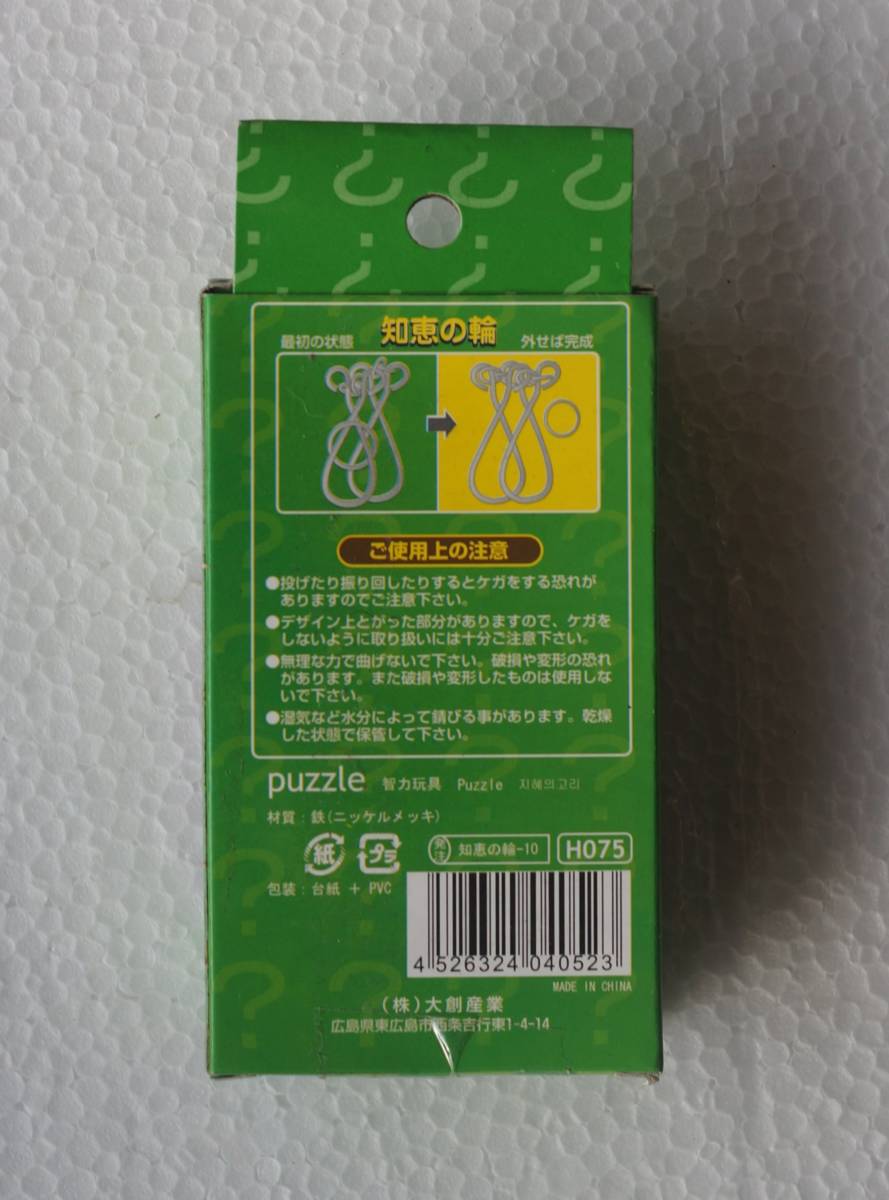 知恵の輪
最初の状態
外せば完成
ご使用上の注意
●投げたり振り回したりするとケガをする恐れが
ありますのでご注意下さい。
●デザイン上とがった部分がありますので、ケガを
しないように取り扱いには十分ご注意下さい。
●無理な力で曲げないで下さい。破損や変形の恐れ
があります。また破損や変形したものは使用しな
いで下さい。
●湿気など水分によって錆びる事があります。乾燥
した状態で保管して下さい。
puzzle 智力玩具 Puzzle 지혜의고리
材質：鉄(ニッケルメッキ)
紙 プラ 発注 知恵の輪-10 H075
包装：台紙 + PVC
4 526324 040523
MADE IN CHINA
(株)大創産業
広島県東広島市西条吉行東1-4-14